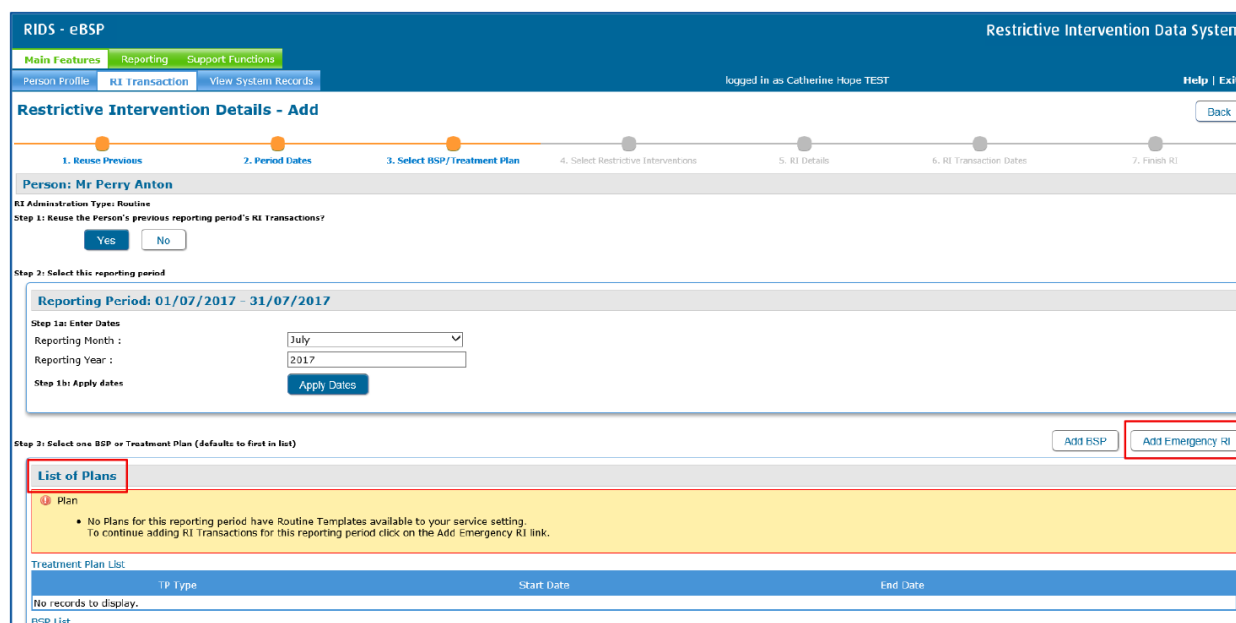 RIDS - eBSP
Restrictive Intervention Data System
Main Features Reporting Support Functions
Person Profile RI Transaction View System Records logged in as Catherine Hope TEST Help | Exit
Restrictive Intervention Details - Add Back
1. Reuse Previous 2. Period Dates 3. Select BSP/Treatment Plan 4. Select Restrictive Interventions 5. RI Details 6. RI Transaction Dates 7. Finish RI
Person: Mr Perry Anton
RI Adminstration Type: Routine
Step 1: Reuse the Person's previous reporting period's RI Transactions?
Yes No
Step 2: Select this reporting period
Reporting Period: 01/07/2017 - 31/07/2017
Step 1a: Enter Dates
Reporting Month : July
Reporting Year : 2017
Step 1b: Apply dates Apply Dates
Step 3: Select one BSP or Treatment Plan (defaults to first in list) Add BSP Add Emergency RI
List of Plans
Plan
• No Plans for this reporting period have Routine Templates available to your service setting.
To continue adding RI Transactions for this reporting period click on the Add Emergency RI link.
Treatment Plan List
TP Type Start Date End Date
No records to display.
BSP List